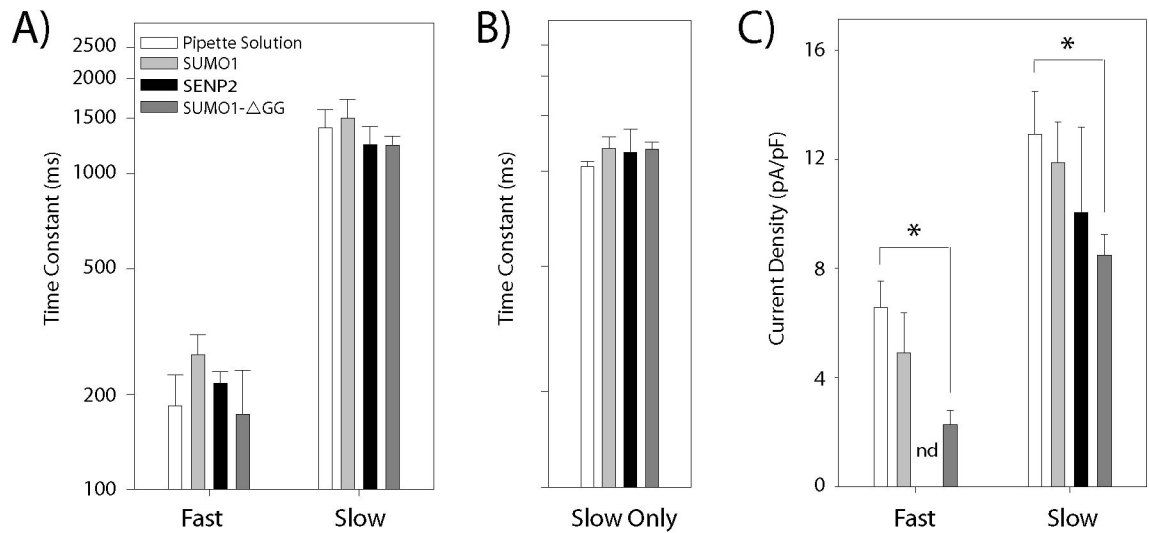 A)
Time Constant (ms)
2500
2000
1500
1000
500
200
100
Pipette Solution
SUMO1
SENP2
SUMO1-△GG
Fast
Slow
B)
Time Constant (ms)
Slow Only
C)
Current Density (pA/pF)
16
12
8
4
0
*
*
nd
Fast
Slow